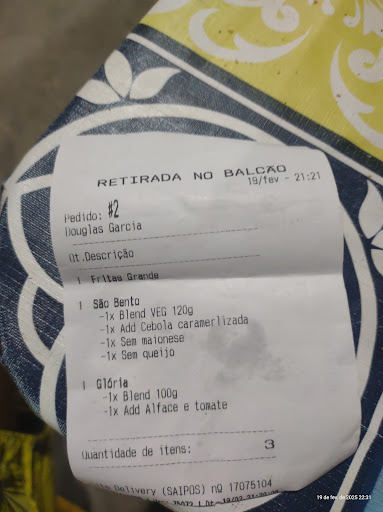 RETIRADA NO BALCÃO
19/fev - 21:21
Pedido: #2
Douglas Garcia
Qt.Descrição
1 Fritas Grande
1 São Bento
-1x Blend VEG 120g
-1x Add Cebola caramerlizada
-1x Sem maionese
-1x Sem queijo
1 Glória
-1x Blend 100g
-1x Add Alface e tomate
Quantidade de itens: 3
Delivery (SAIPOS) nQ 17075104
19 de fev. de 2025 22:31